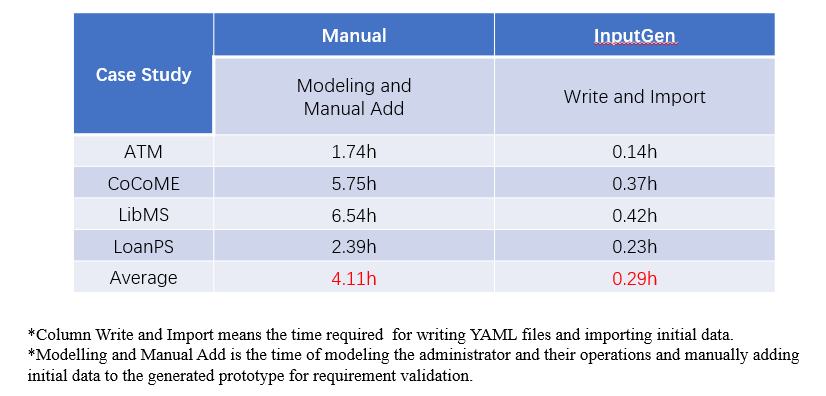 Case Study Manual InputGen
Modeling and
Manual Add
Write and Import
ATM 1.74h 0.14h
CoCoME 5.75h 0.37h
LibMS 6.54h 0.42h
LoanPS 2.39h 0.23h
Average 4.11h 0.29h
*Column Write and Import means the time required for writing YAML files and importing initial data.
*Modelling and Manual Add is the time of modeling the administrator and their operations and manually adding
initial data to the generated prototype for requirement validation.